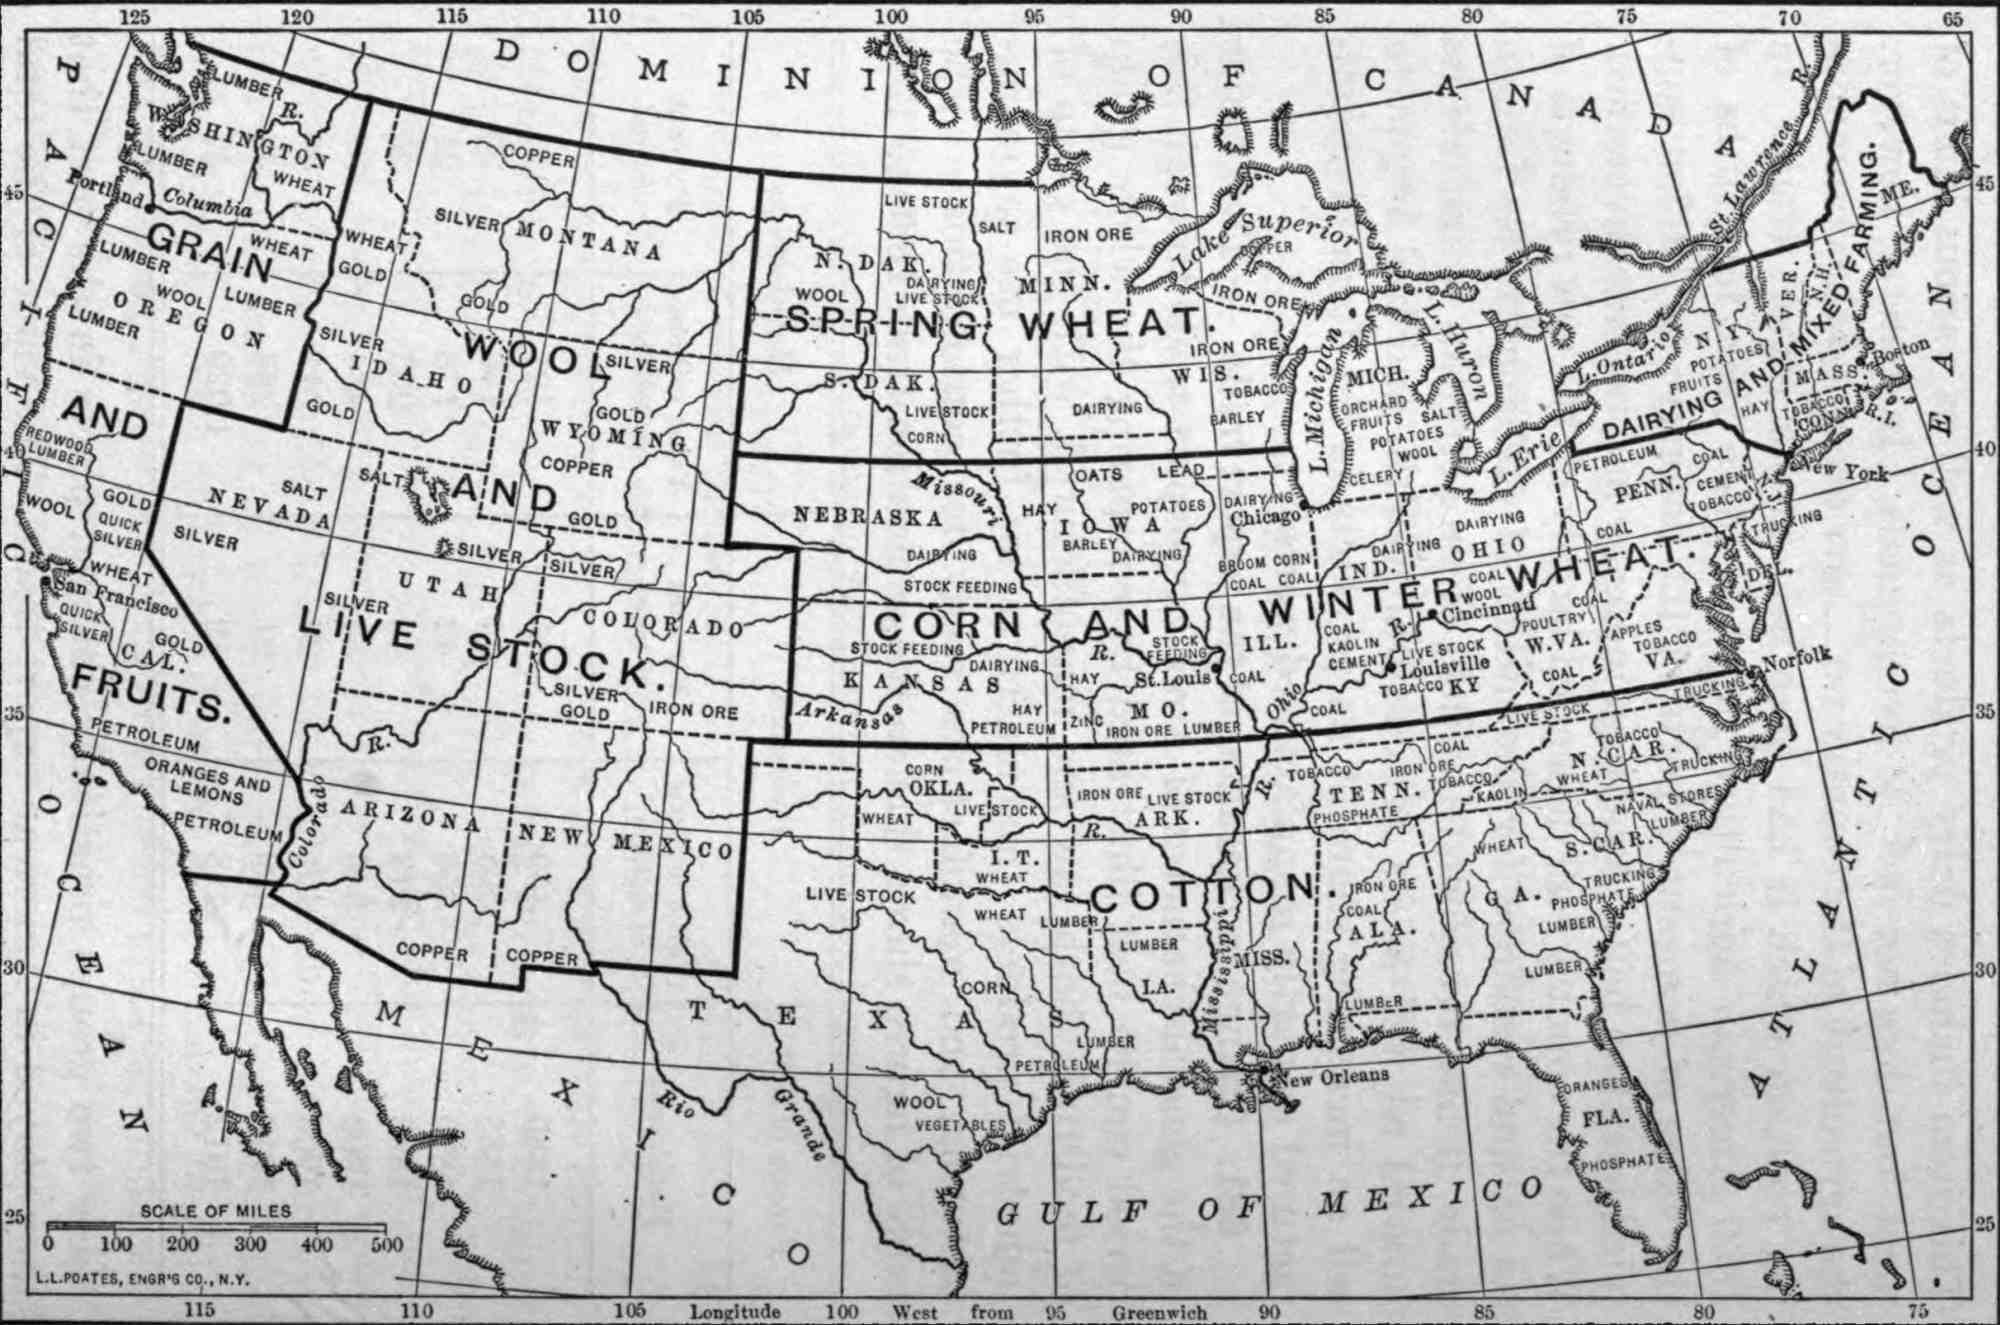 125 120 115 110 105 100 95 90 85 80 75 70 65
DOMINION OF CANADA
PACIFIC OCEAN
ATLANTIC OCEAN
GULF OF MEXICO
MEXICO
45
40
35
30
25
45
40
35
30
25
GRAIN
AND
FRUITS.
LUMBER
R.
WASHINGTON
LUMBER
WHEAT
Portland
Columbia
WHEAT
LUMBER
WOOL
LUMBER
OREGON
LUMBER
REDWOOD
LUMBER
WOOL
GOLD
QUICK
SILVER
WHEAT
San Francisco
QUICK
SILVER
GOLD
CAL.
PETROLEUM
ORANGES AND
LEMONS
PETROLEUM
WOOL
AND
LIVE STOCK.
COPPER
SILVER
MONTANA
WHEAT
GOLD
GOLD
SILVER
IDAHO
GOLD
SILVER
GOLD
WYOMING
COPPER
GOLD
SALT
SALT
NEVADA
SILVER
SILVER
SILVER
UTAH
SILVER
COLORADO
SILVER
GOLD
IRON ORE
R.
Colorado
ARIZONA
NEW MEXICO
COPPER
COPPER
SPRING WHEAT.
LIVE STOCK
SALT
IRON ORE
N. DAK.
DAIRYING
LIVE STOCK
WOOL
MINN.
S. DAK.
LIVE STOCK
CORN
DAIRYING
Lake Superior
COPPER
IRON ORE
IRON ORE
WIS.
TOBACCO
BARLEY
L. Michigan
L. Huron
MICH.
ORCHARD
FRUITS
SALT
POTATOES
WOOL
CELERY
L. Erie
L. Ontario
St. Lawrence R.
DAIRYING AND MIXED FARMING.
ME.
VER.
N.H.
N Y
POTATOES
FRUITS
HAY
MASS.
Boston
TOBACCO
CONN.
R.I.
New York
CORN AND WINTER WHEAT.
Missouri
NEBRASKA
DAIRYING
STOCK FEEDING
OATS
LEAD
HAY
POTATOES
IOWA
BARLEY
DAIRYING
DAIRYING
Chicago
BROOM CORN
COAL
COAL
IND.
DAIRYING
DAIRYING
OHIO
COAL
WOOL
Cincinnati
PETROLEUM
COAL
PENN.
CEMENT
TOBACCO
COAL
N.J.
TRUCKING
DEL.
STOCK FEEDING
DAIRYING
KANSAS
Arkansas
HAY
PETROLEUM
R.
STOCK
FEEDING
HAY
St. Louis
MO.
ZINC
IRON ORE
LUMBER
ILL.
COAL
COAL
KAOLIN
CEMENT
R.
LIVE STOCK
Louisville
TOBACCO
KY
Ohio
COAL
POULTRY
COAL
W.VA.
COAL
APPLES
TOBACCO
VA.
Norfolk
TRUCKING
COTTON.
CORN
OKLA.
WHEAT
LIVE STOCK
I.T.
WHEAT
R.
IRON ORE
LIVE STOCK
ARK.
R.
LIVE STOCK
COAL
IRON ORE
TOBACCO
TENN.
TOBACCO
PHOSPHATE
TOBACCO
N. CAR.
WHEAT
TRUCKING
KAOLIN
NAVAL STORES
LUMBER
S. CAR.
WHEAT
TRUCKING
PHOSPHATE
GA.
LUMBER
LUMBER
IRON ORE
COAL
ALA.
LUMBER
MISS.
Mississippi
LIVE STOCK
WHEAT
LUMBER
LUMBER
LA.
CORN
TEXAS
LUMBER
PETROLEUM
WOOL
VEGETABLES
New Orleans
Rio Grande
ORANGES
FLA.
PHOSPHATE
SCALE OF MILES
0 100 200 300 400 500
L.L.POATES, ENGR'G CO., N.Y.
115 110 105 Longitude 100 West from 95 Greenwich 90 85 80 75